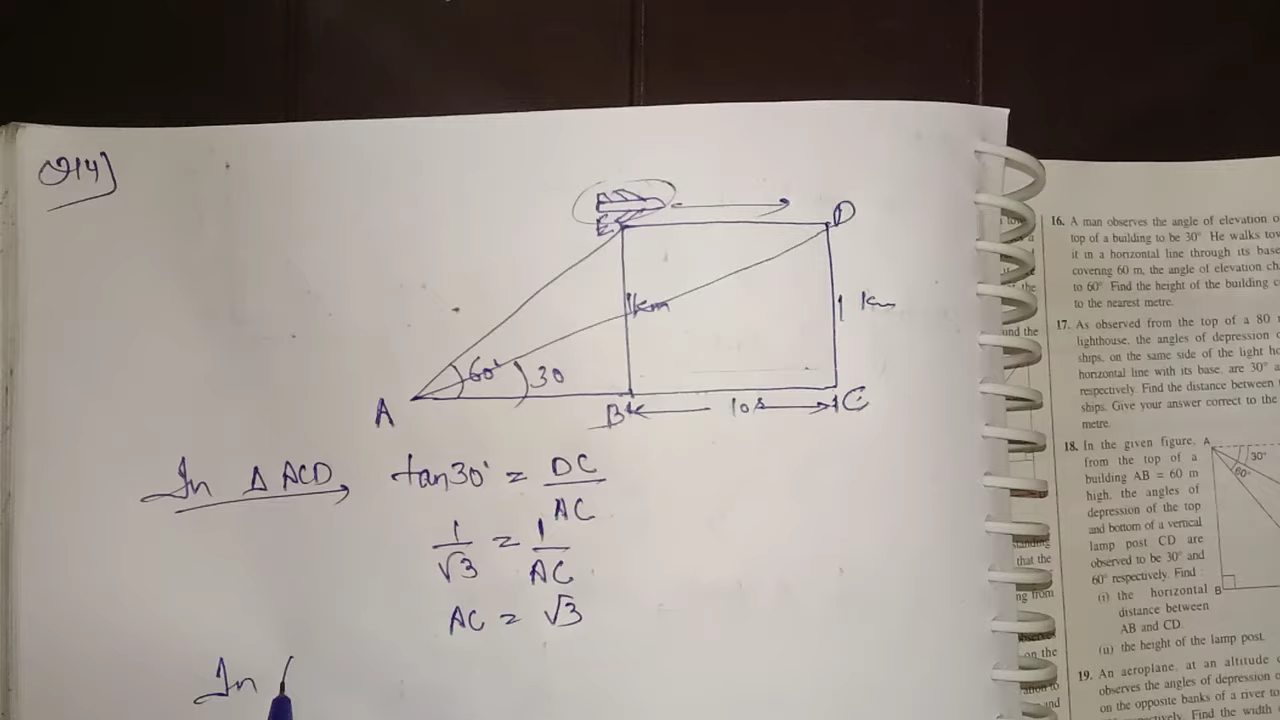 Q14)
E
D
1km
1 km
60°
30
A
B
10s
C
In Δ ACD, tan30° = DC/AC
1/√3 = 1/AC
AC = √3
In
16. A man observes the angle of elevation o
top of a building to be 30° He walks tow
it in a horizontal line through its base
covering 60 m, the angle of elevation ch
to 60° Find the height of the building c
to the nearest metre.
17. As observed from the top of a 80
lighthouse, the angles of depression o
ships, on the same side of the light ho
horizontal line with its base, are 30° a
respectively. Find the distance between
ships. Give your answer correct to the
metre.
18. In the given figure,
from the top of a
building AB = 60 m
high, the angles of
depression of the top
and bottom of a vertical
lamp post CD are
observed to be 30° and
60° respectively. Find
(i) the horizontal
distance between
AB and CD.
(ii) the height of the lamp post.
A
30°
60°
B
19. An aeroplane, at an altitude
observes the angles of depression o
on the opposite banks of a river to
Find the width
und the
standing
that the
ng from
on the